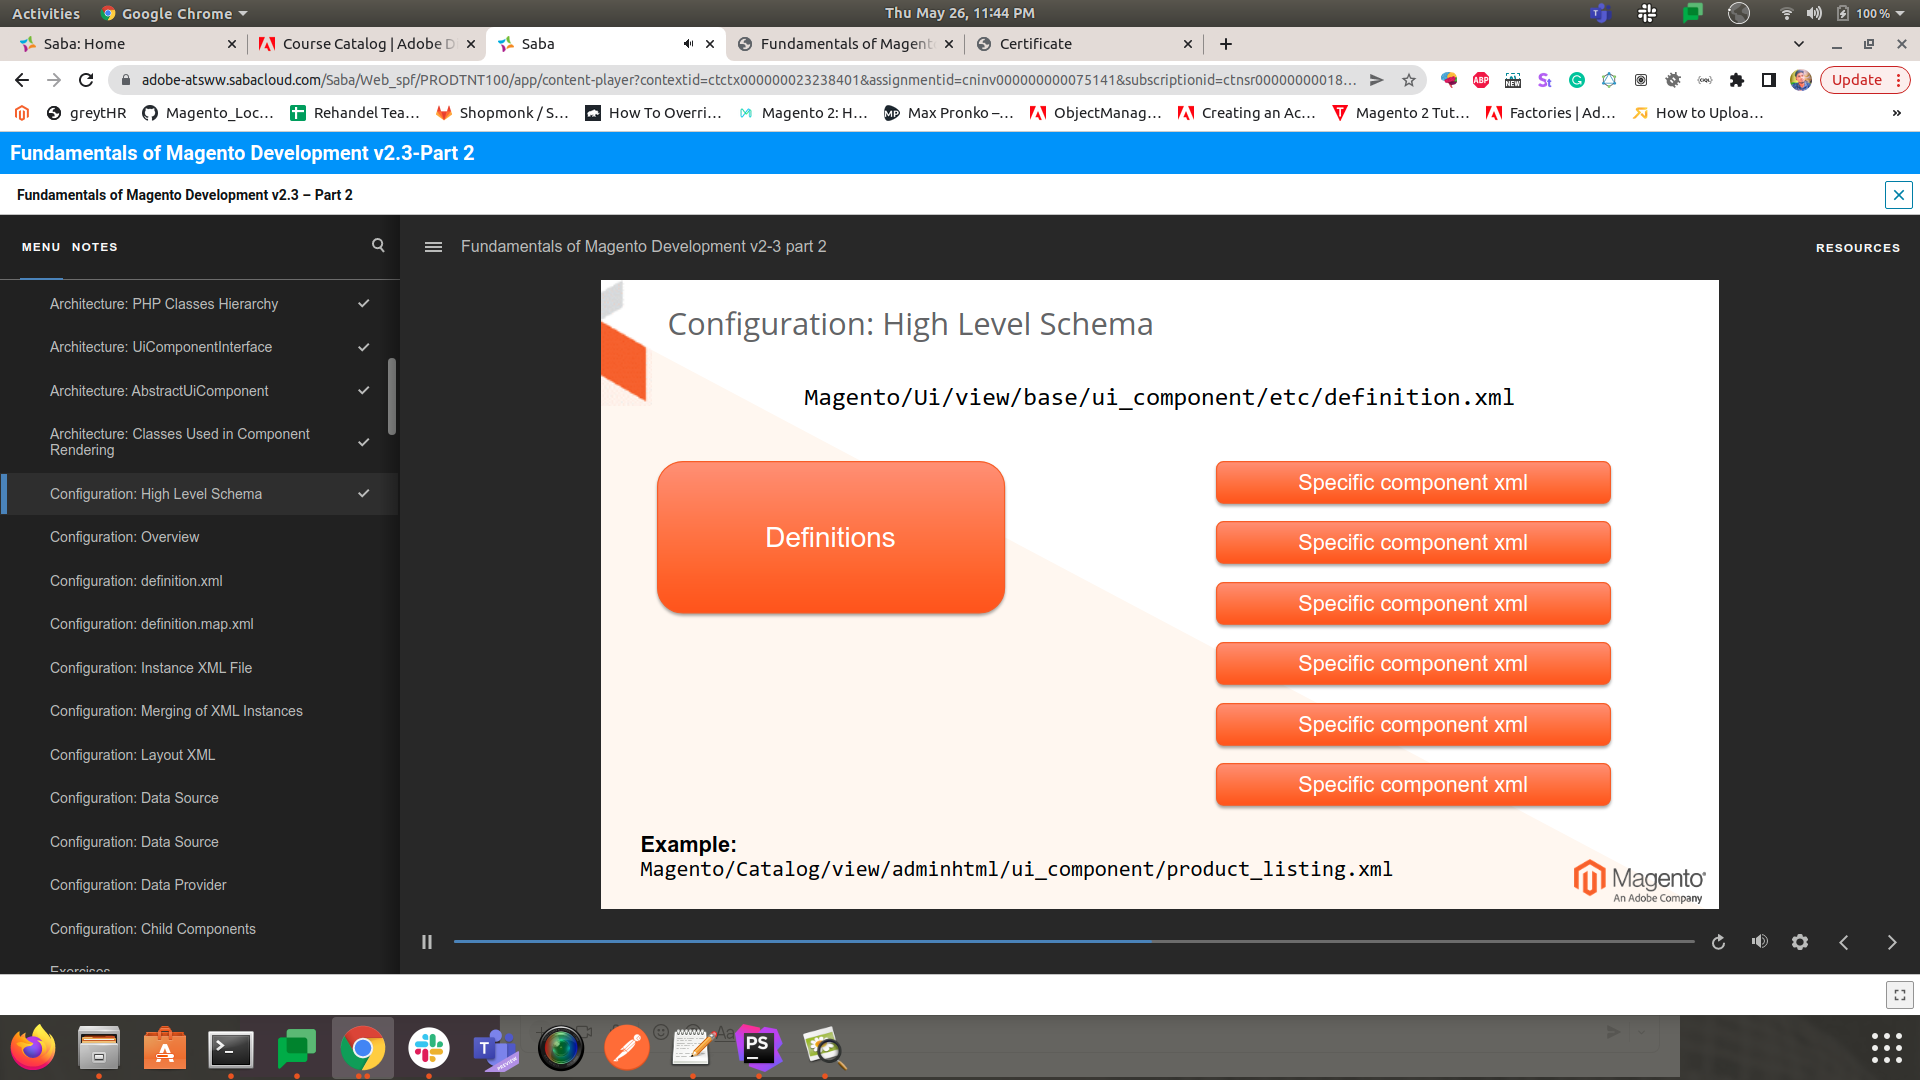 Activities
Google Chrome
Thu May 26, 11:44 PM
100 %
Saba: Home
Course Catalog | Adobe D
Saba
Fundamentals of Magent
Certificate
adobe-atsww.sabacloud.com/Saba/Web_spf/PRODTNT100/app/content-player?contextid=ctctx000000023238401&assignmentid=cninv000000000075141&subscriptionid=ctnsr00000000018...
ABP
NEW
St
Update
greytHR
Magento_Loc...
Rehandel Tea...
Shopmonk / S...
How To Overri...
Magento 2: H...
Max Pronko –...
ObjectManag...
Creating an Ac...
Magento 2 Tut...
Factories | Ad...
How to Uploa...
»
Fundamentals of Magento Development v2.3-Part 2
Fundamentals of Magento Development v2.3 – Part 2
MENU
NOTES
Fundamentals of Magento Development v2-3 part 2
RESOURCES
Architecture: PHP Classes Hierarchy
Architecture: UiComponentInterface
Architecture: AbstractUiComponent
Architecture: Classes Used in Component
Rendering
Configuration: High Level Schema
Configuration: Overview
Configuration: definition.xml
Configuration: definition.map.xml
Configuration: Instance XML File
Configuration: Merging of XML Instances
Configuration: Layout XML
Configuration: Data Source
Configuration: Data Source
Configuration: Data Provider
Configuration: Child Components
Exercises
Configuration: High Level Schema
Magento/Ui/view/base/ui_component/etc/definition.xml
Definitions
Specific component xml
Specific component xml
Specific component xml
Specific component xml
Specific component xml
Specific component xml
Example:
Magento/Catalog/view/adminhtml/ui_component/product_listing.xml
Magento
An Adobe Company
PS